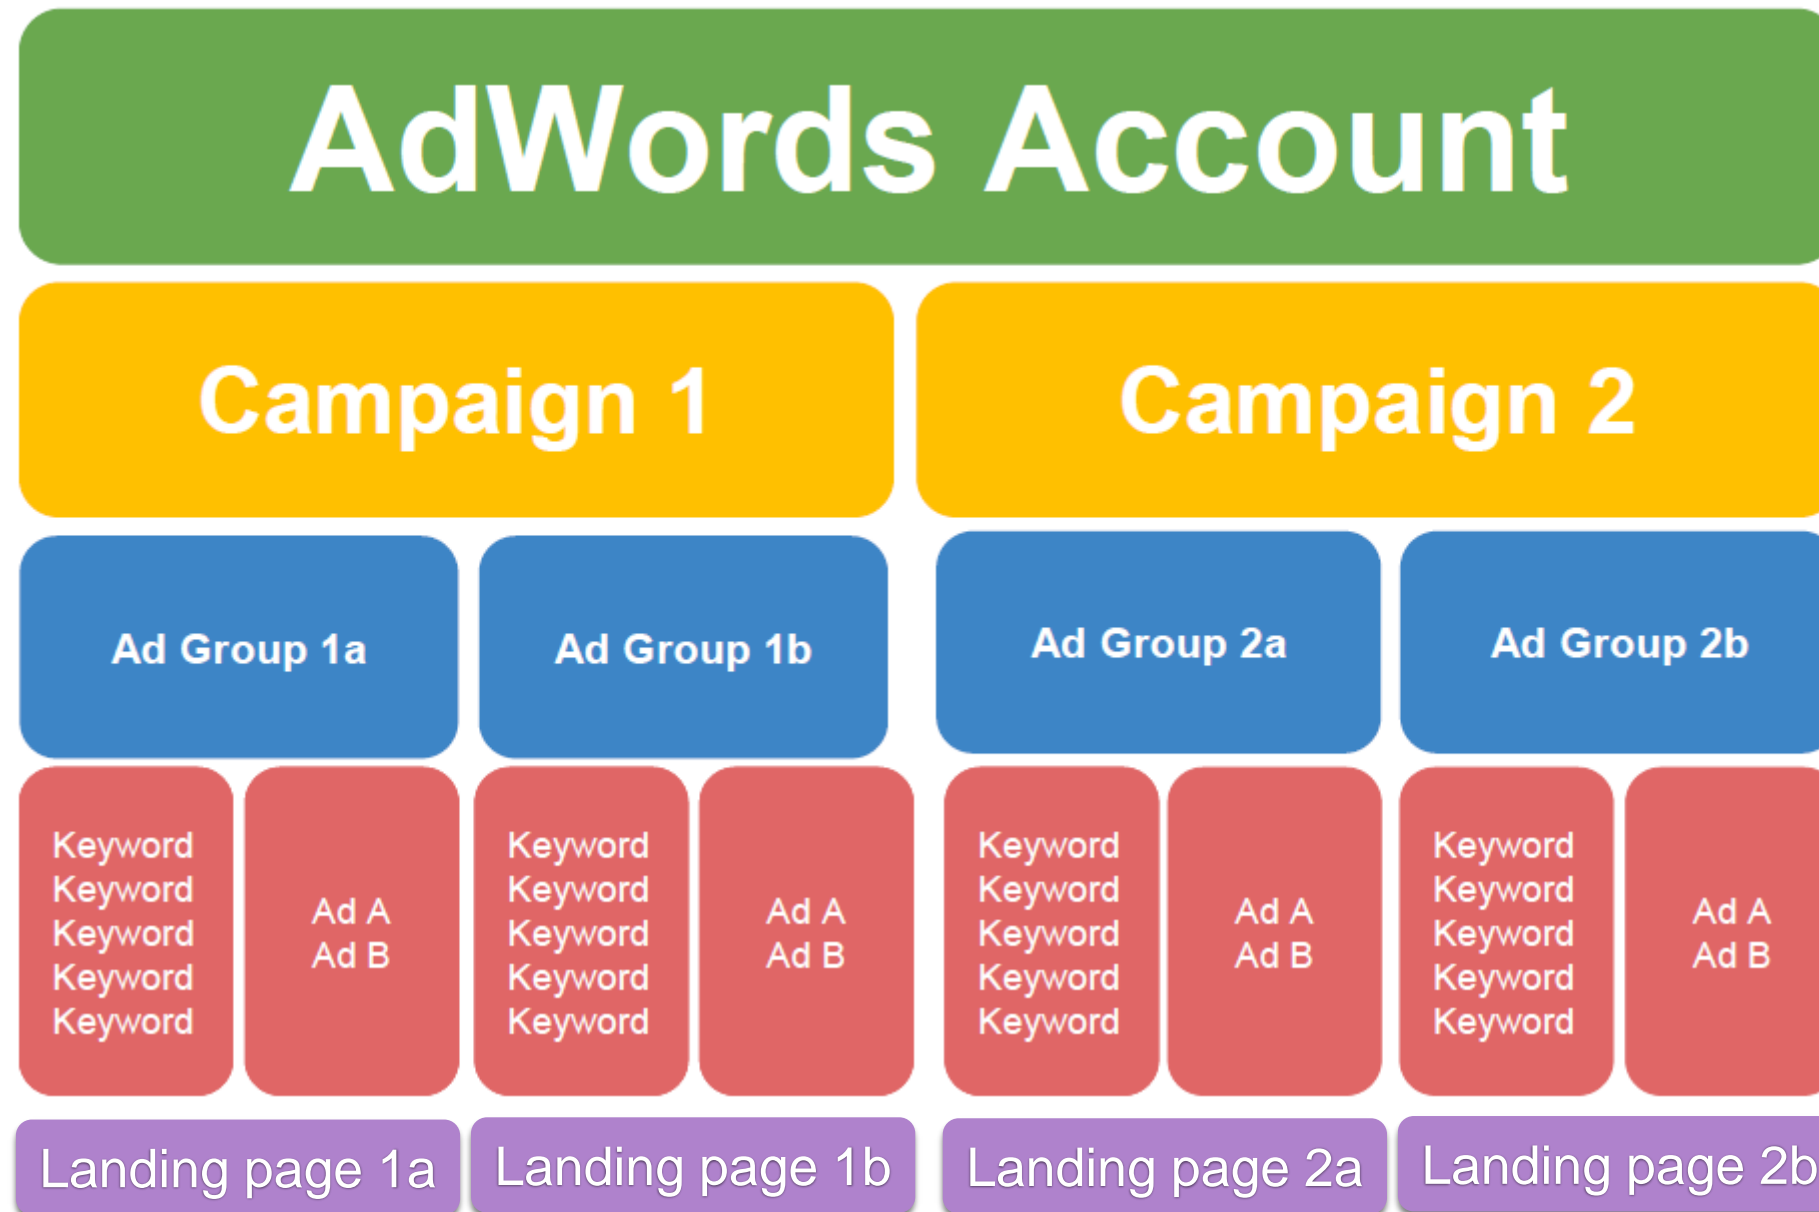 AdWords Account
Campaign 1
Campaign 2
Ad Group 1a
Ad Group 1b
Ad Group 2a
Ad Group 2b
Keyword
Keyword
Keyword
Keyword
Keyword
Ad A
Ad B
Keyword
Keyword
Keyword
Keyword
Keyword
Ad A
Ad B
Keyword
Keyword
Keyword
Keyword
Keyword
Ad A
Ad B
Keyword
Keyword
Keyword
Keyword
Keyword
Ad A
Ad B
Landing page 1a
Landing page 1b
Landing page 2a
Landing page 2b